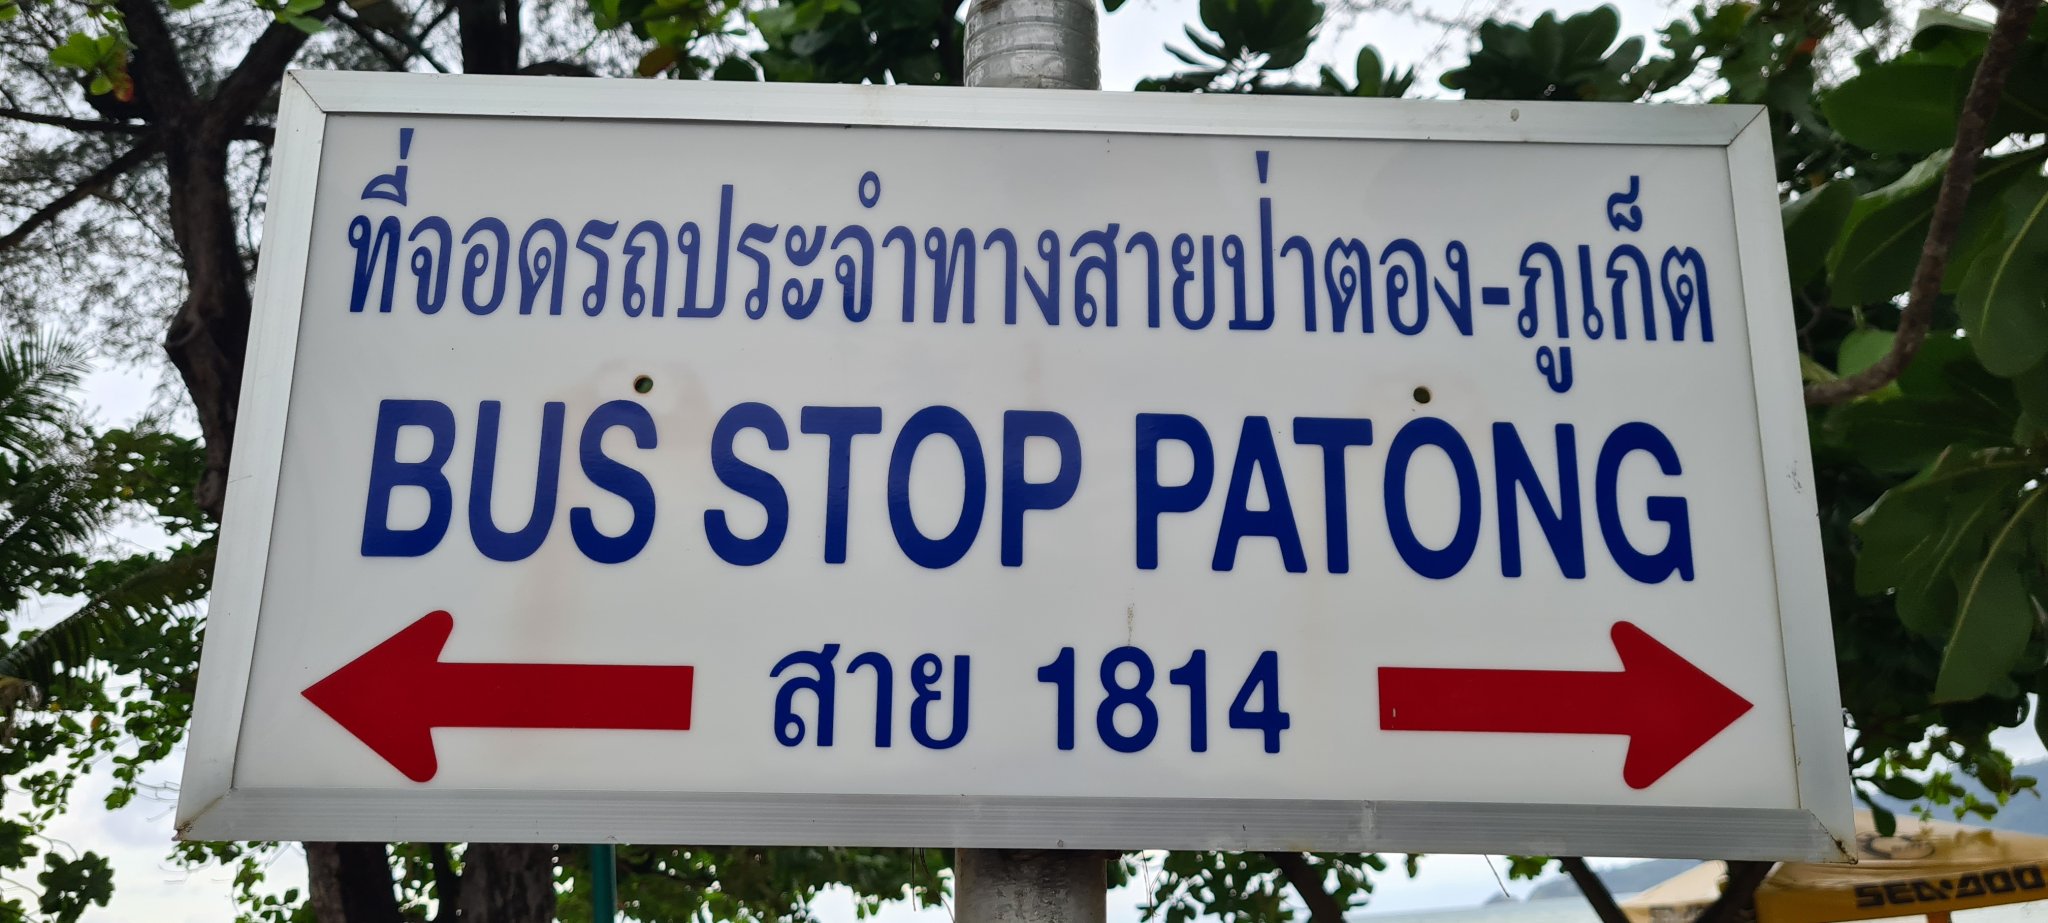 ที่จอดรถประจำทางสายป่าตอง-ภูเก็ต
BUS STOP PATONG
สาย 1814
SEA-DOO